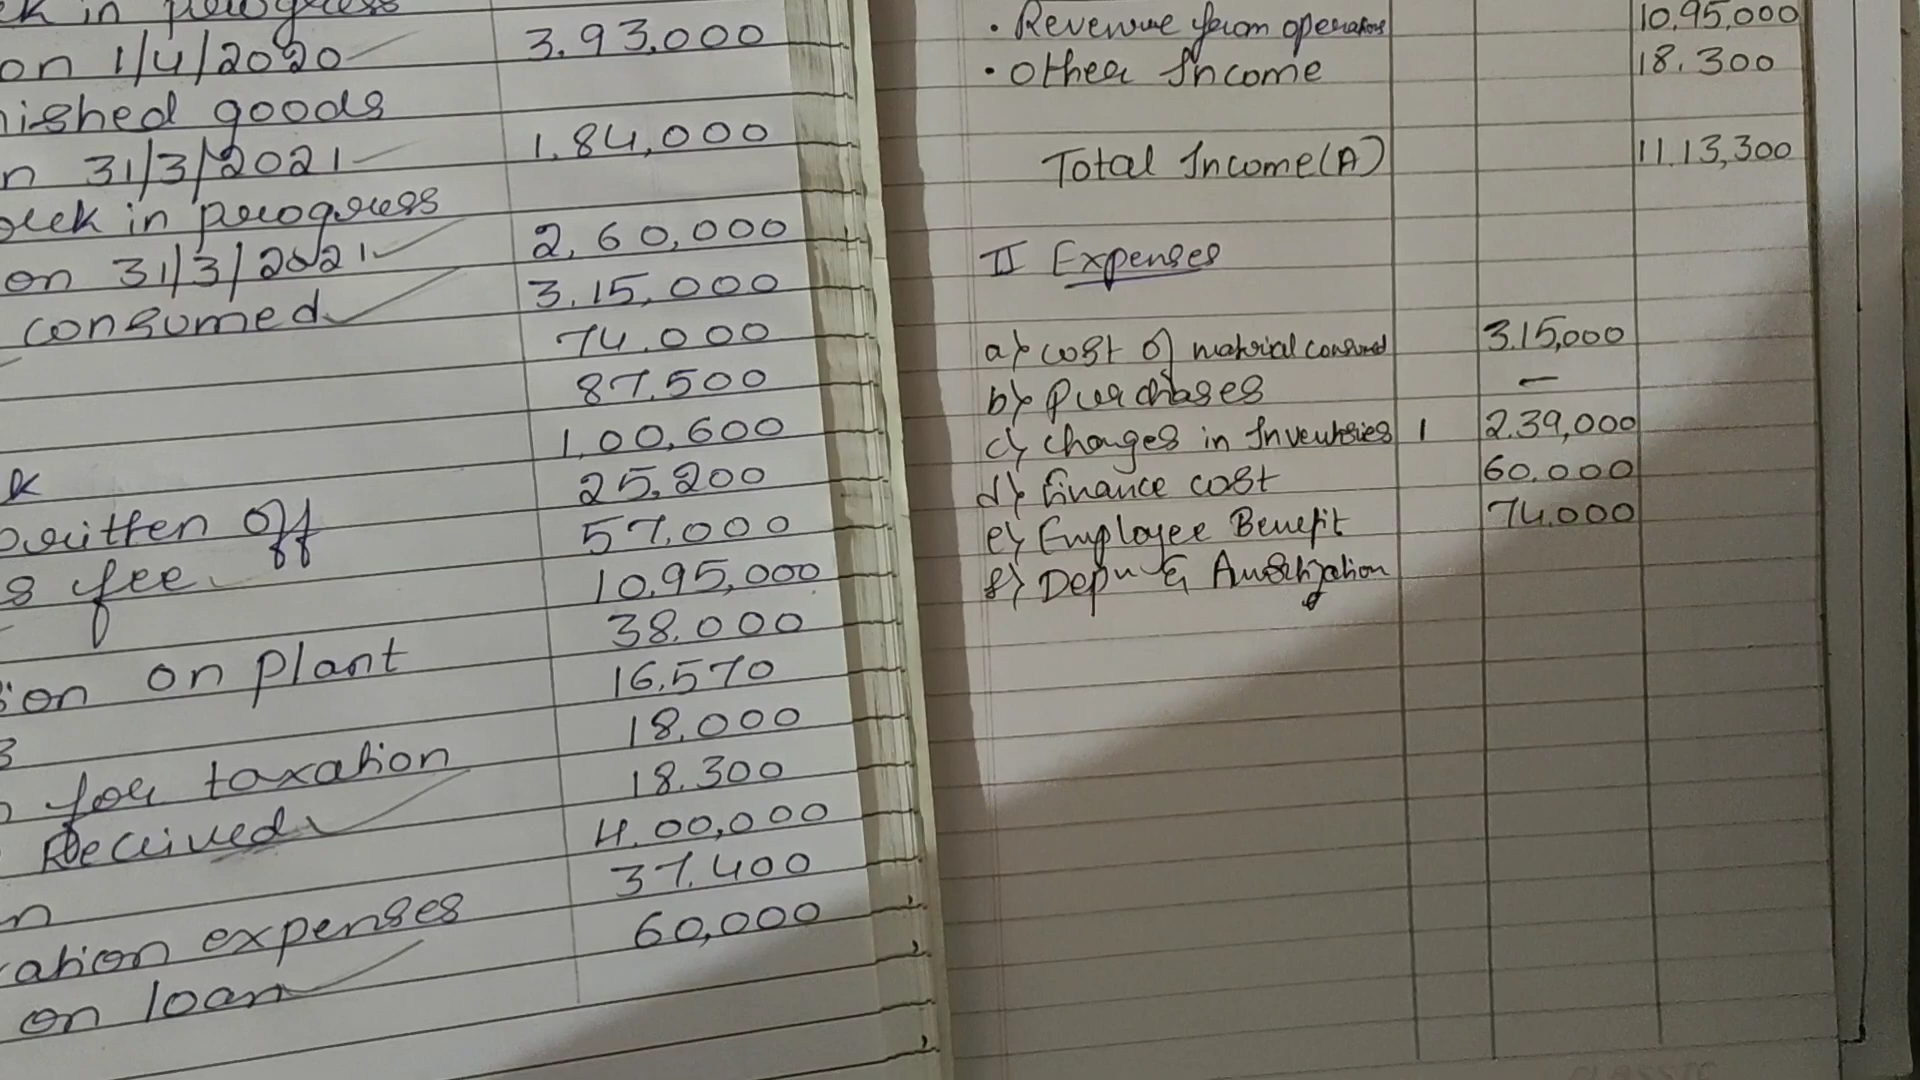 on 1/4/2020 3,93,000
ished goods
n 31/3/2021 1,84,000
in progress
on 31/3/2021 2,60,000
consumed 3,15,000
74,000
87,500
1,00,600
k 25,200
written off 57,000
s fee 10,95,000
38,000
ion on plant 16,570
18,000
for taxation 18,300
Received 4,00,000
n 37,400
ation expenses 60,000
on loan
• Revenue from operations 10,95,000
• Other Income 18,300
Total Income (A) 11,13,300
II Expenses
a) cost of material consumed 3,15,000
b) purchases —
c) changes in Inventories 1 2,39,000
d) finance cost 60,000
e) Employee Benefit 74,000
f) Depn & Amortization